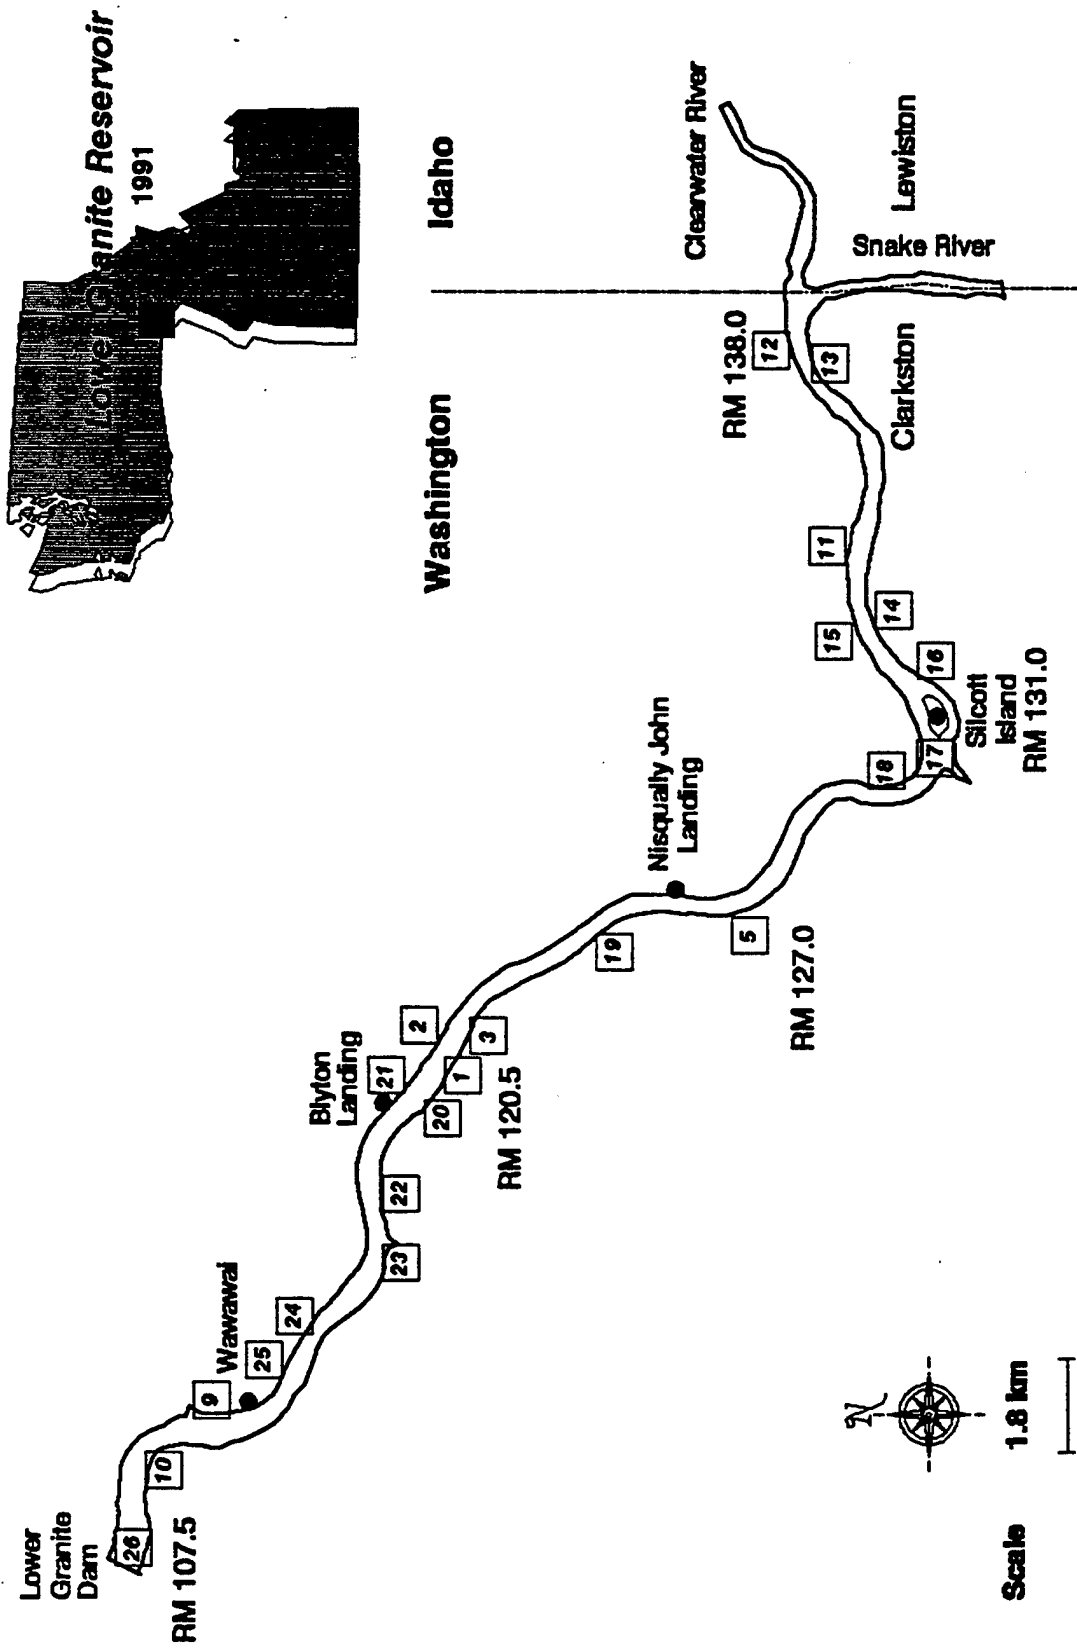 Lower Granite Reservoir
1991
Washington
Idaho
Clearwater River
Lewiston
Snake River
Clarkston
RM 138.0
12
13
11
15
14
16
Silcott
Island
RM 131.0
17
18
Nisqually John
Landing
5
RM 127.0
19
2
3
1
Blyton
Landing
21
20
RM 120.5
22
23
Wawawai
24
25
9
10
Lower
Granite
Dam
26
RM 107.5
N
Scale
1.8 km